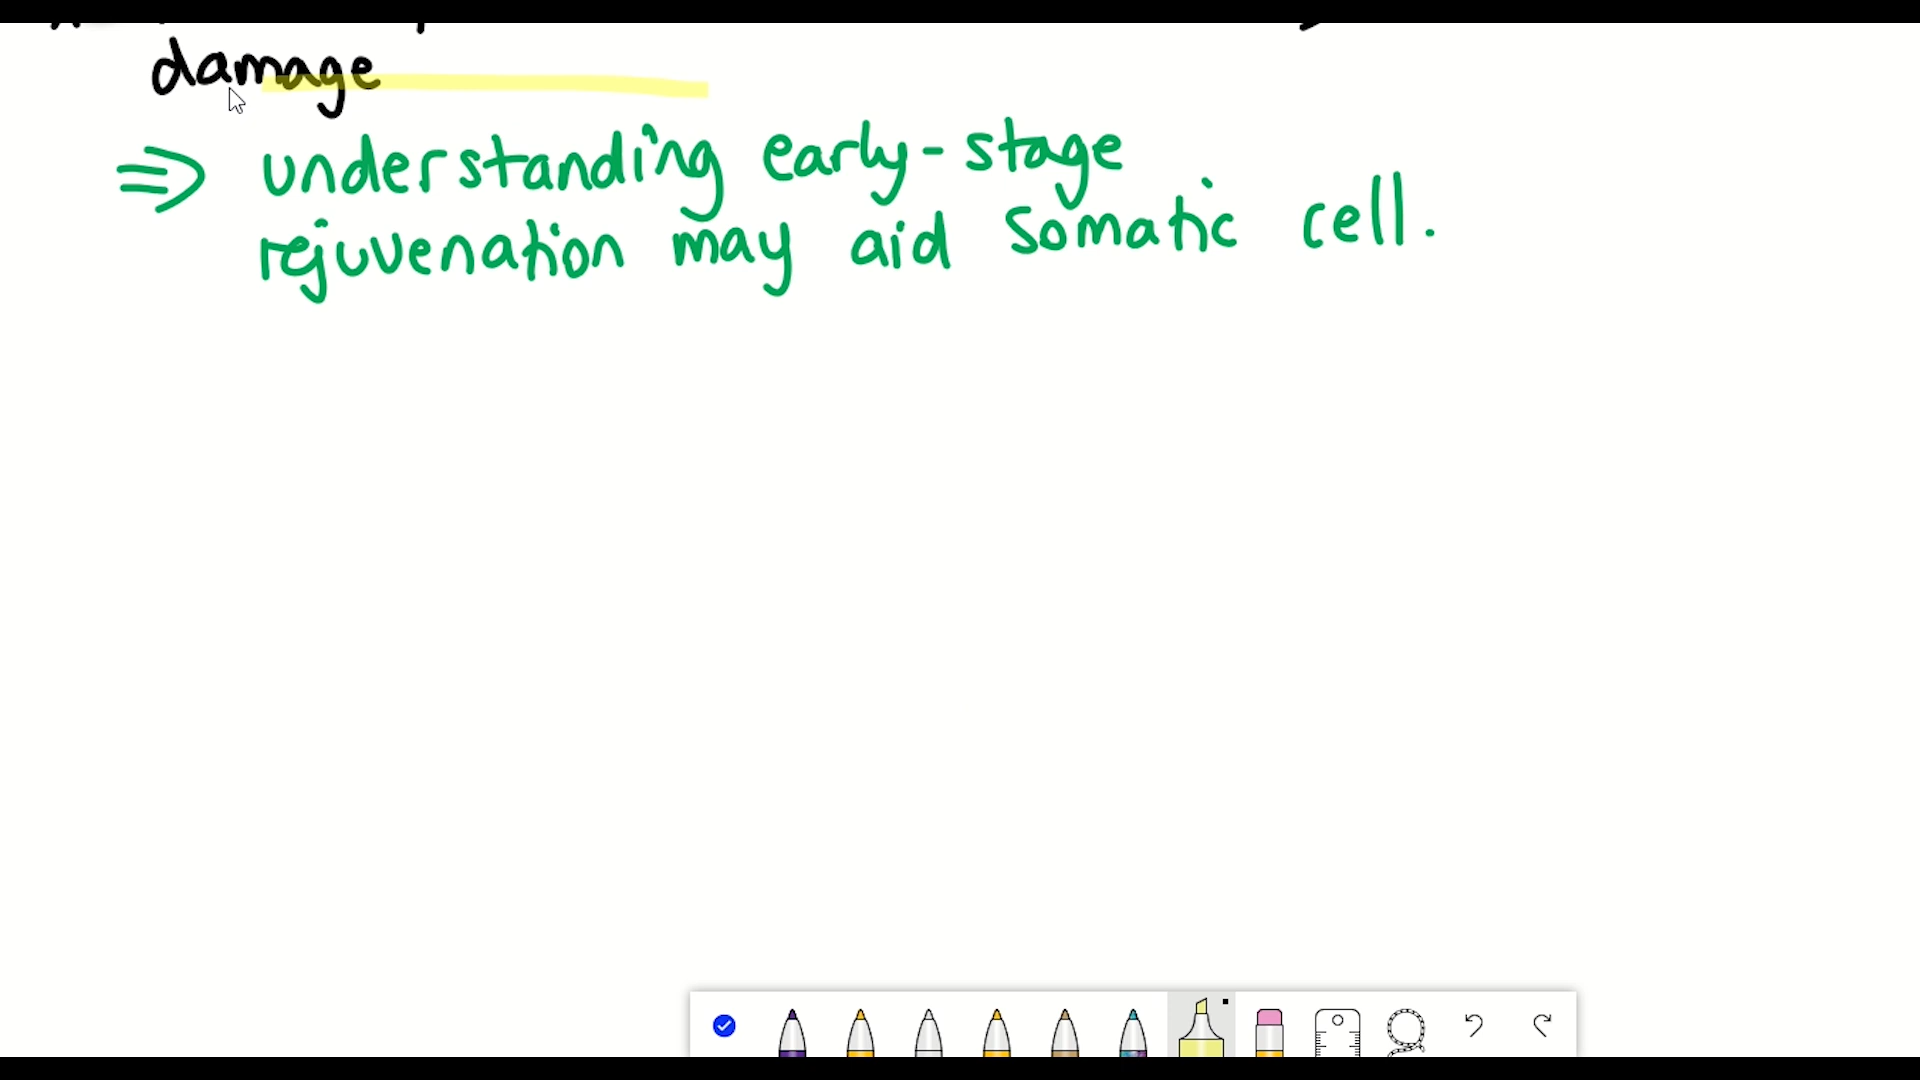 damage
⇒ understanding early-stage
rejuvenation may aid somatic cell.